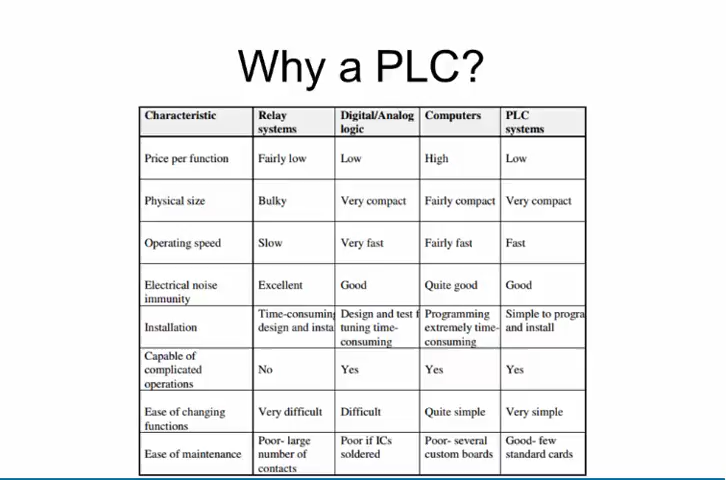 Why a PLC?
Characteristic Relay systems Digital/Analog logic Computers PLC systems
Price per function Fairly low Low High Low
Physical size Bulky Very compact Fairly compact Very compact
Operating speed Slow Very fast Fairly fast Fast
Electrical noise immunity Excellent Good Quite good Good
Installation Time-consuming design and insta Design and test tuning time-consuming Programming extremely time-consuming Simple to progra and install
Capable of complicated operations No Yes Yes Yes
Ease of changing functions Very difficult Difficult Quite simple Very simple
Ease of maintenance Poor- large number of contacts Poor if ICs soldered Poor- several custom boards Good- few standard cards